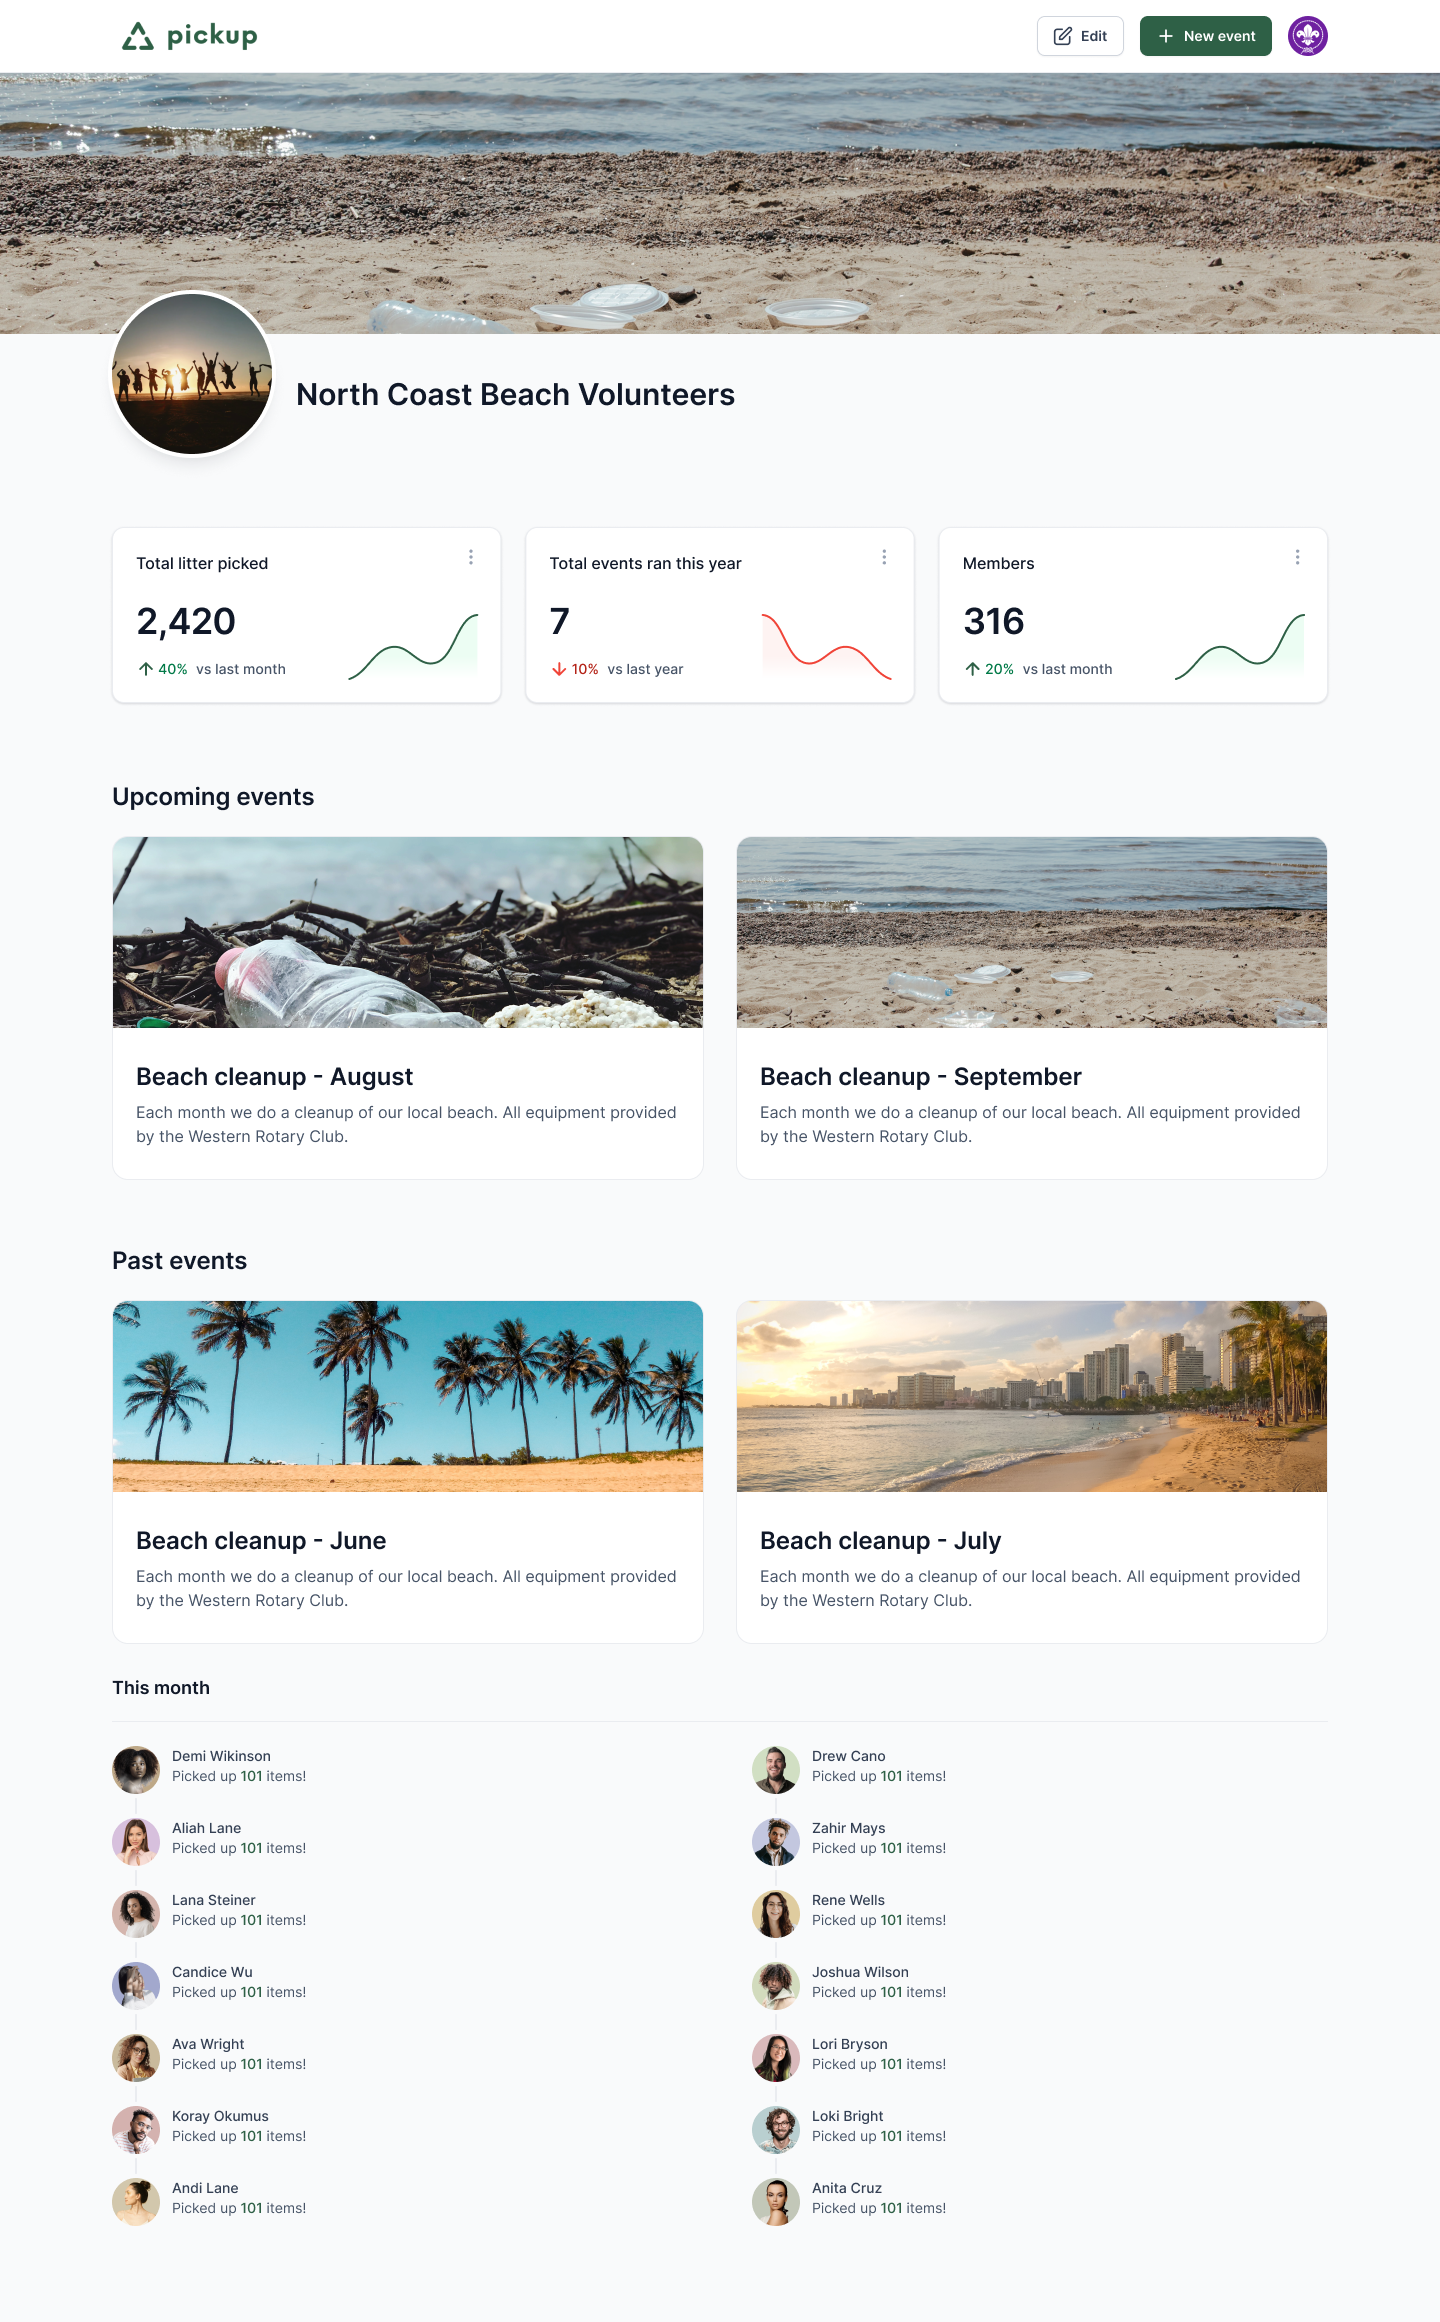 pickup
Edit
New event
North Coast Beach Volunteers
Total litter picked
2,420
40% vs last month
Total events ran this year
7
10% vs last year
Members
316
20% vs last month
Upcoming events
Beach cleanup - August
Each month we do a cleanup of our local beach. All equipment provided
by the Western Rotary Club.
Beach cleanup - September
Each month we do a cleanup of our local beach. All equipment provided
by the Western Rotary Club.
Past events
Beach cleanup - June
Each month we do a cleanup of our local beach. All equipment provided
by the Western Rotary Club.
Beach cleanup - July
Each month we do a cleanup of our local beach. All equipment provided
by the Western Rotary Club.
This month
Demi Wikinson
Picked up 101 items!
Aliah Lane
Picked up 101 items!
Lana Steiner
Picked up 101 items!
Candice Wu
Picked up 101 items!
Ava Wright
Picked up 101 items!
Koray Okumus
Picked up 101 items!
Andi Lane
Picked up 101 items!
Drew Cano
Picked up 101 items!
Zahir Mays
Picked up 101 items!
Rene Wells
Picked up 101 items!
Joshua Wilson
Picked up 101 items!
Lori Bryson
Picked up 101 items!
Loki Bright
Picked up 101 items!
Anita Cruz
Picked up 101 items!